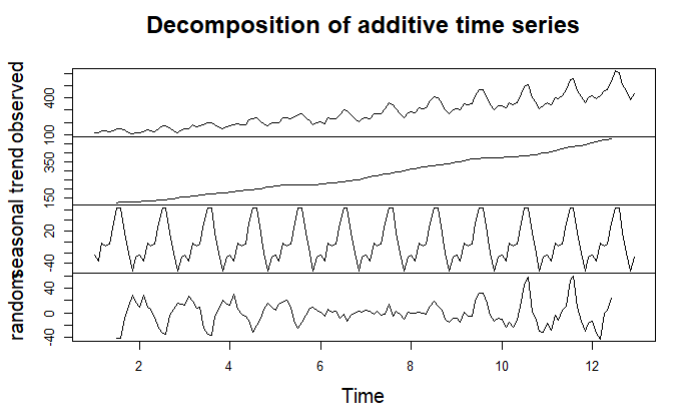 Decomposition of additive time series
observed
100 400
trend
150 350
seasonal
-40 20
random
-40 0 40
2 4 6 8 10 12
Time